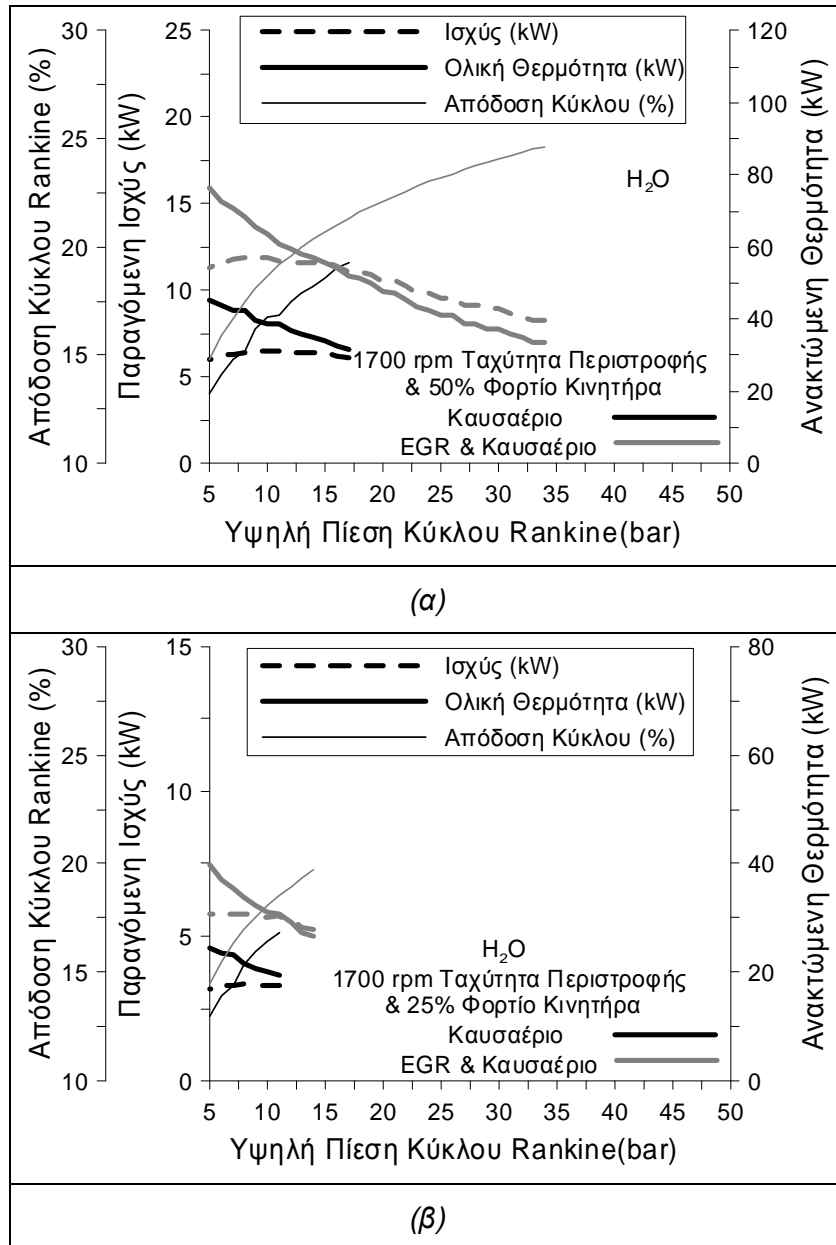 30
25
20
15
10
Απόδοση Κύκλου Rankine (%)
25
20
15
10
5
0
Παραγόμενη Ισχύς (kW)
Ισχύς (kW)
Ολική Θερμότητα (kW)
Απόδοση Κύκλου (%)
H2O
1700 rpm Ταχύτητα Περιστροφής
& 50% Φορτίο Κινητήρα
Καυσαέριο
EGR & Καυσαέριο
120
100
80
60
40
20
0
Ανακτώμενη Θερμότητα (kW)
5 10 15 20 25 30 35 40 45 50
Υψηλή Πίεση Κύκλου Rankine(bar)
(α)
30
25
20
15
10
Απόδοση Κύκλου Rankine (%)
15
10
5
0
Παραγόμενη Ισχύς (kW)
Ισχύς (kW)
Ολική Θερμότητα (kW)
Απόδοση Κύκλου (%)
H2O
1700 rpm Ταχύτητα Περιστροφής
& 25% Φορτίο Κινητήρα
Καυσαέριο
EGR & Καυσαέριο
80
60
40
20
0
Ανακτώμενη Θερμότητα (kW)
5 10 15 20 25 30 35 40 45 50
Υψηλή Πίεση Κύκλου Rankine(bar)
(β)